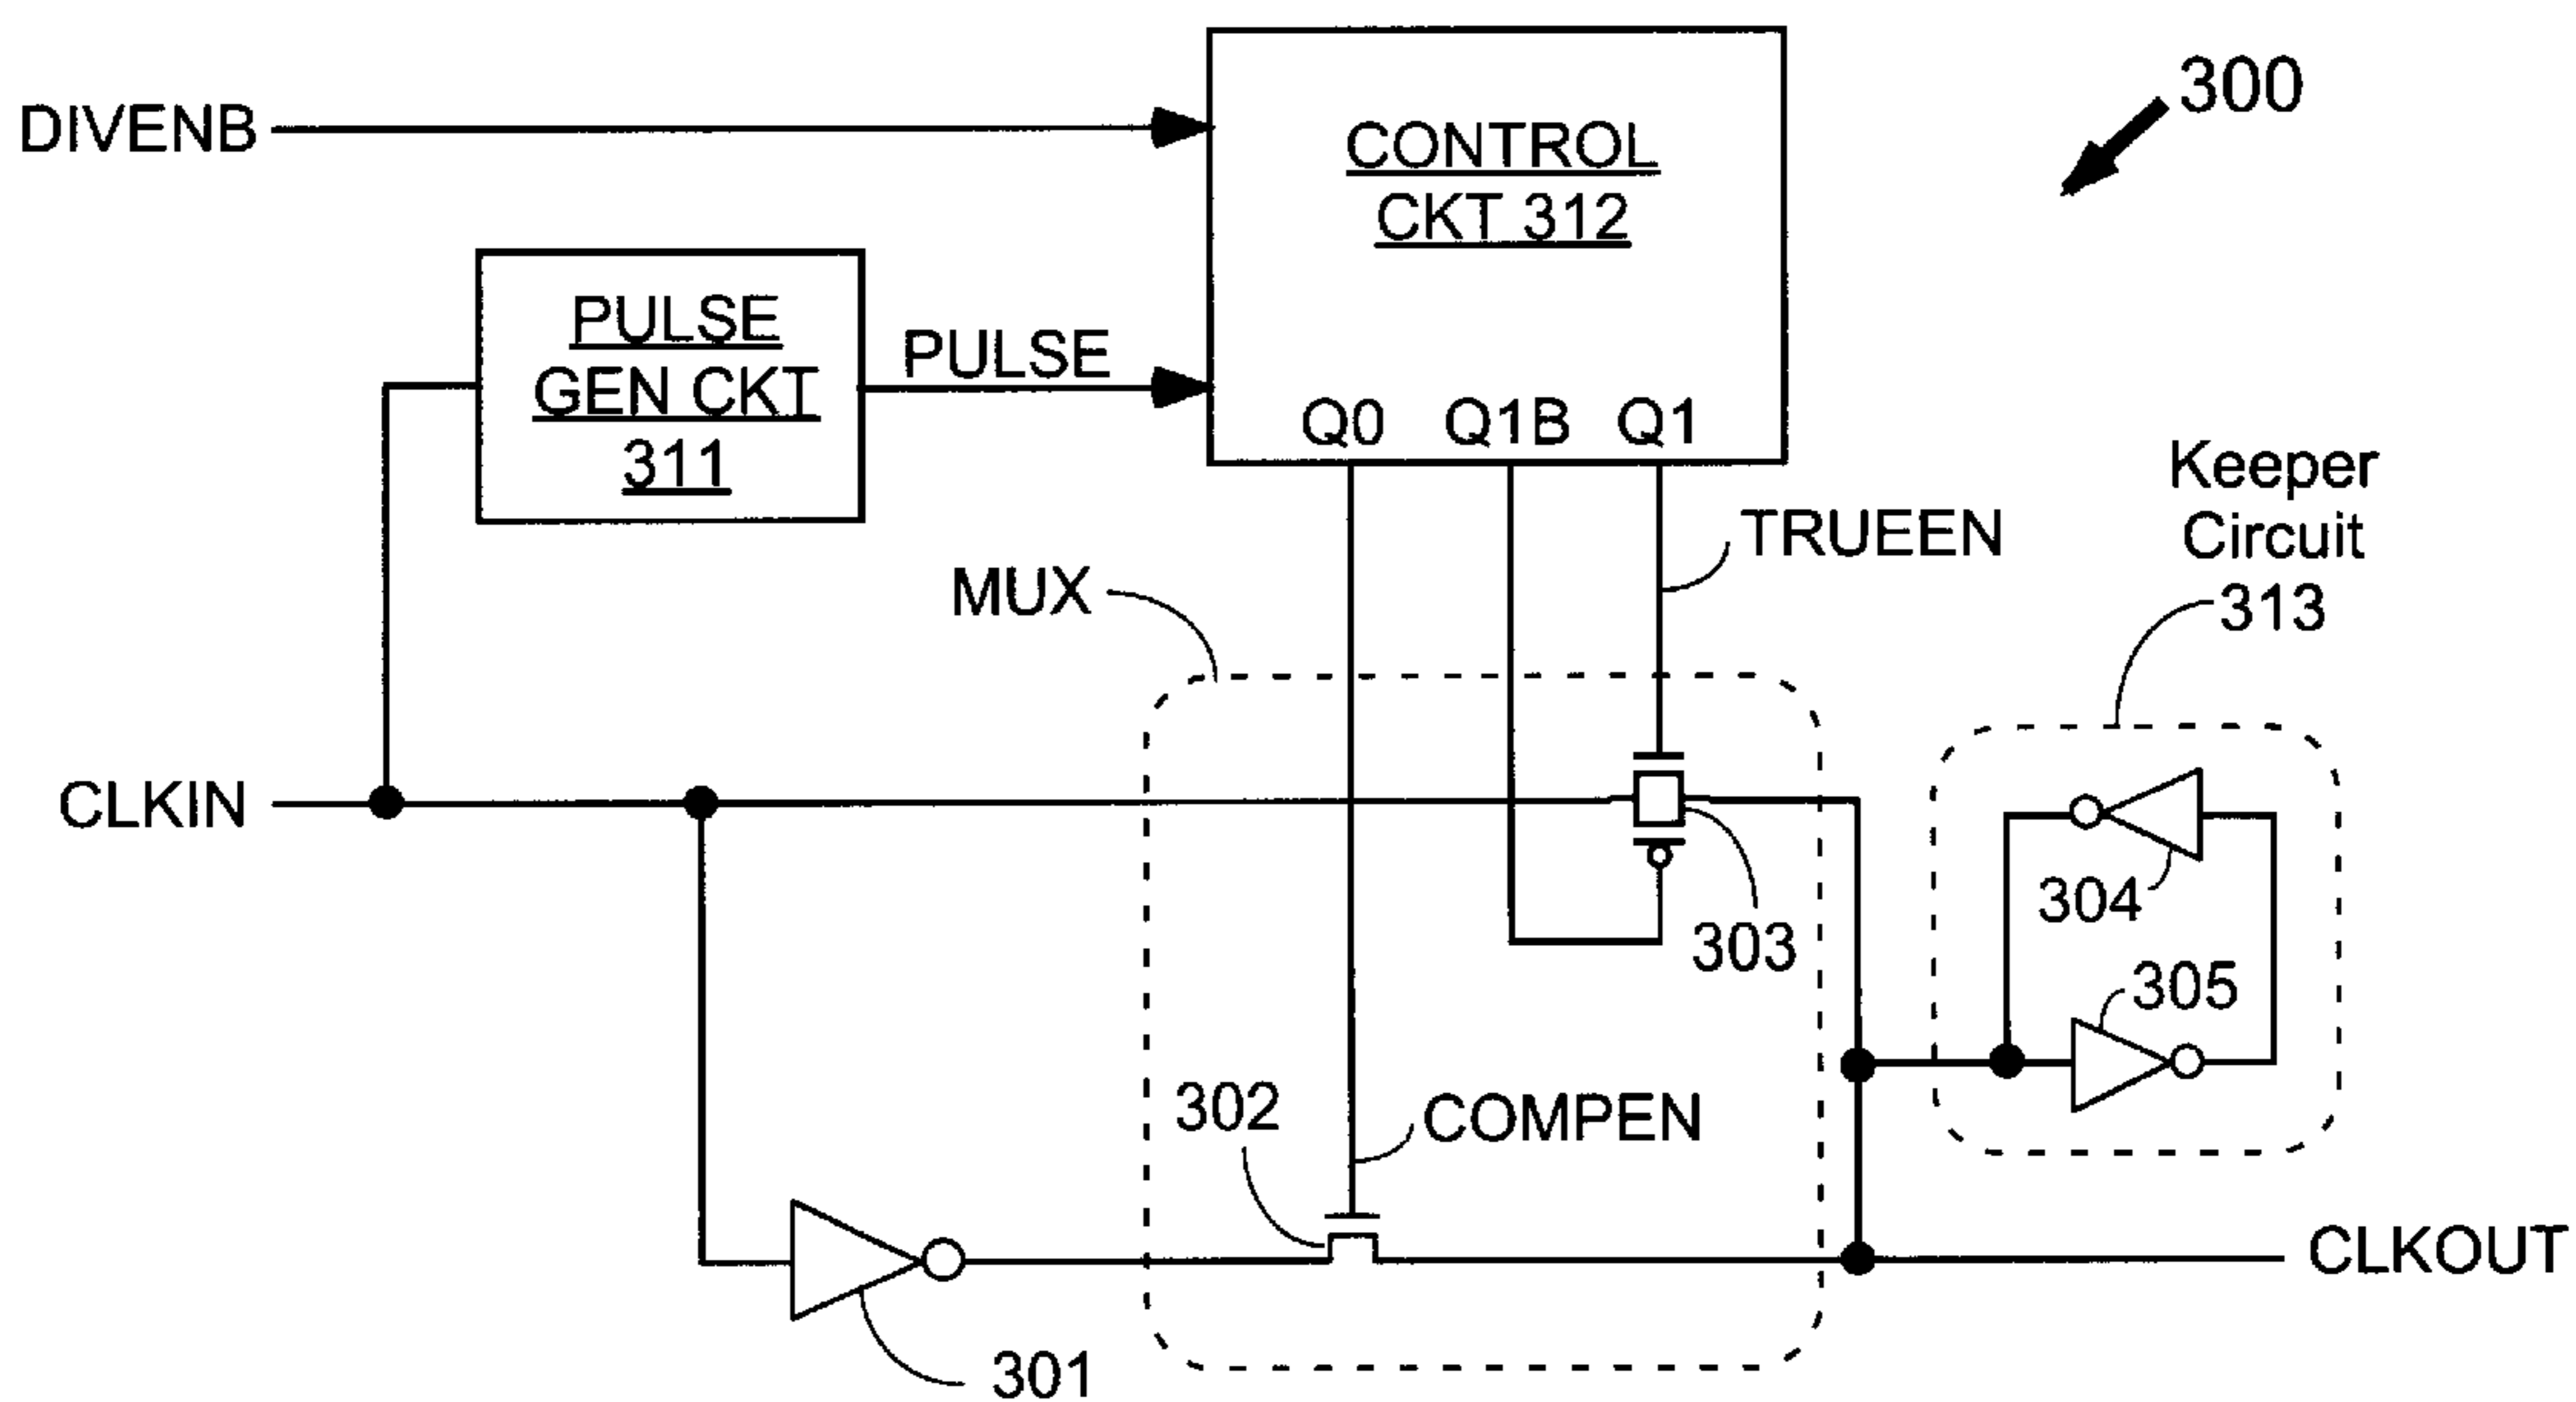 300
DIVENB
CONTROL
CKT 312
PULSE
GEN CKT
311
PULSE
Q0 Q1B Q1
Keeper
Circuit
313
TRUEEN
MUX
CLKIN
304
303
305
302
COMPEN
CLKOUT
301